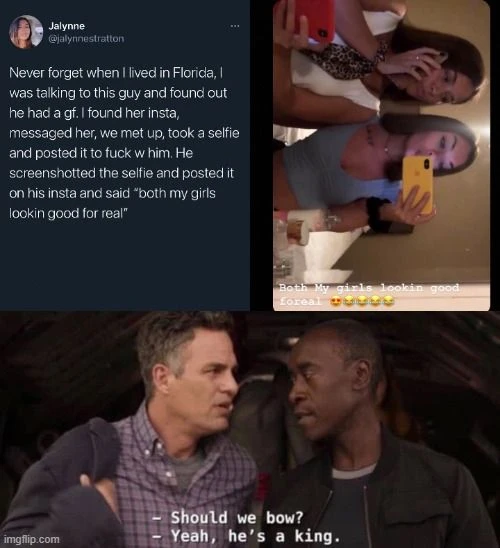 Jalynne
@jalynnestratton
Never forget when I lived in Florida, I
was talking to this guy and found out
he had a gf. I found her insta,
messaged her, we met up, took a selfie
and posted it to fuck w him. He
screenshotted the selfie and posted it
on his insta and said “both my girls
lookin good for real”
Both My girls lookin good
foreal 😍😂😂😂😂
- Should we bow?
- Yeah, he's a king.
imgflip.com